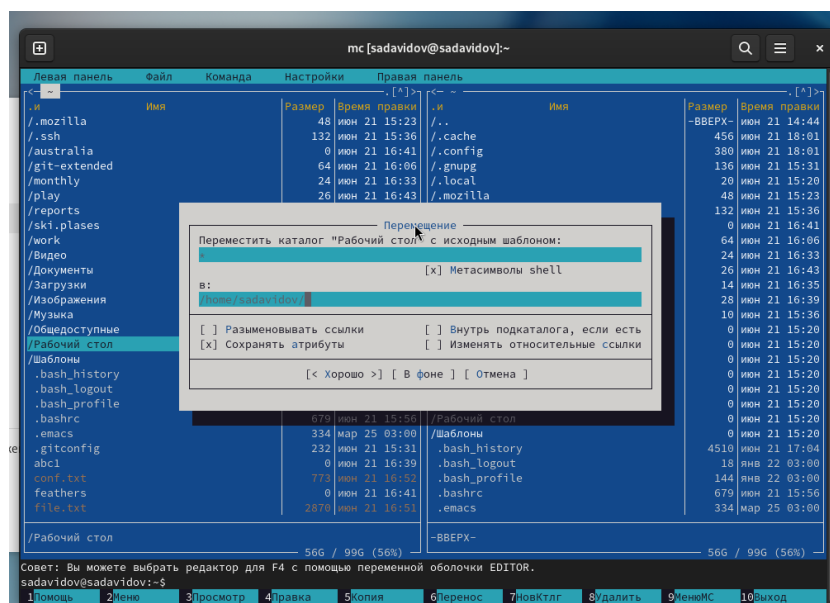 mc [sadavidov@sadavidov]:~
Левая панель Файл Команда Настройки Правая панель
<— ~ .[^]> <— ~ .[^]>
.и Имя Размер Время правки .и Имя Размер Время правки
/.mozilla 48 июн 21 15:23 /.. -ВВЕРХ- июн 21 14:44
/.ssh 132 июн 21 15:36 /.cache 456 июн 21 18:01
/australia 0 июн 21 16:41 /.config 380 июн 21 18:01
/git-extended 64 июн 21 16:06 /.gnupg 136 июн 21 15:31
/monthly 24 июн 21 16:33 /.local 20 июн 21 15:20
/play 26 июн 21 16:43 /.mozilla 48 июн 21 15:23
/reports 132 июн 21 15:36
/ski.plases Перемещение 0 июн 21 16:41
/work Переместить каталог "Рабочий стол" с исходным шаблоном: 64 июн 21 16:06
/Видео * 24 июн 21 16:33
/Документы [x] Метасимволы shell 26 июн 21 16:43
/Загрузки в: 14 июн 21 16:35
/Изображения /home/sadavidov/ 28 июн 21 16:39
/Музыка 10 июн 21 15:36
/Общедоступные [ ] Разыменовывать ссылки [ ] Внутрь подкаталога, если есть 0 июн 21 15:20
/Рабочий стол [x] Сохранять атрибуты [ ] Изменять относительные ссылки 0 июн 21 15:20
/Шаблоны 0 июн 21 15:20
.bash_history [< Хорошо >] [ В фоне ] [ Отмена ] 0 июн 21 15:20
.bash_logout 0 июн 21 15:20
.bash_profile 0 июн 21 15:20
.bashrc 679 июн 21 15:56 /Рабочий стол 0 июн 21 15:20
.emacs 334 мар 25 03:00 /Шаблоны 0 июн 21 15:20
.gitconfig 232 июн 21 15:31 .bash_history 4510 июн 21 17:04
abc1 0 июн 21 16:39 .bash_logout 18 янв 22 03:00
conf.txt 773 июн 21 16:52 .bash_profile 144 янв 22 03:00
feathers 0 июн 21 16:41 .bashrc 679 июн 21 15:56
file.txt 2870 июн 21 16:51 .emacs 334 мар 25 03:00
/Рабочий стол -ВВЕРХ-
56G / 99G (56%) 56G / 99G (56%)
Совет: Вы можете выбрать редактор для F4 с помощью переменной оболочки EDITOR.
sadavidov@sadavidov:~$
1Помощь 2Меню 3Просмотр 4Правка 5Копия 6Перенос 7НовКтлг 8Удалить 9МенюMC 10Выход